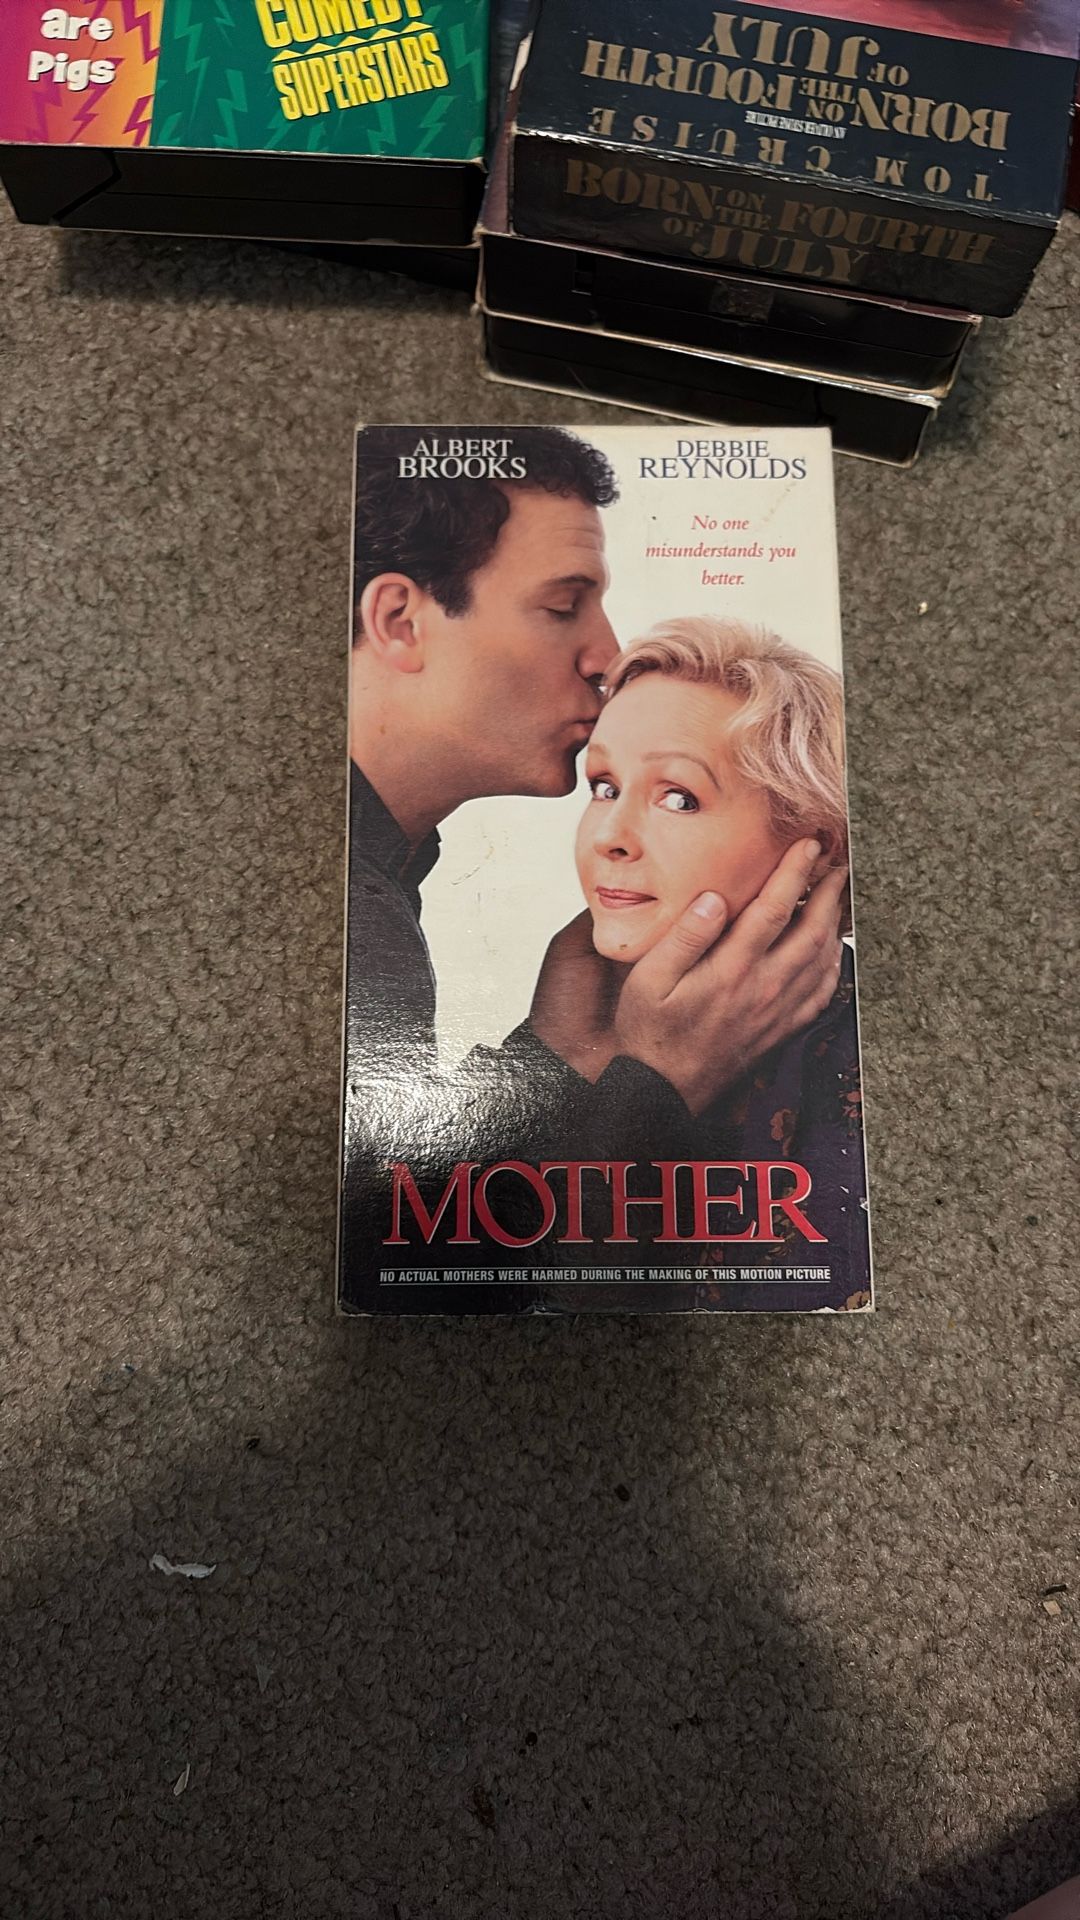 are
Pigs
COMEDY
SUPERSTARS
BORN ON THE FOURTH
OF JULY
TOM CRUISE
BORN ON THE FOURTH
OF JULY
ALBERT
BROOKS
DEBBIE
REYNOLDS
No one
misunderstands you
better.
MOTHER
NO ACTUAL MOTHERS WERE HARMED DURING THE MAKING OF THIS MOTION PICTURE